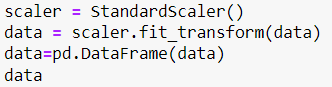 scaler = StandardScaler()
data = scaler.fit_transform(data)
data=pd.DataFrame(data)
data